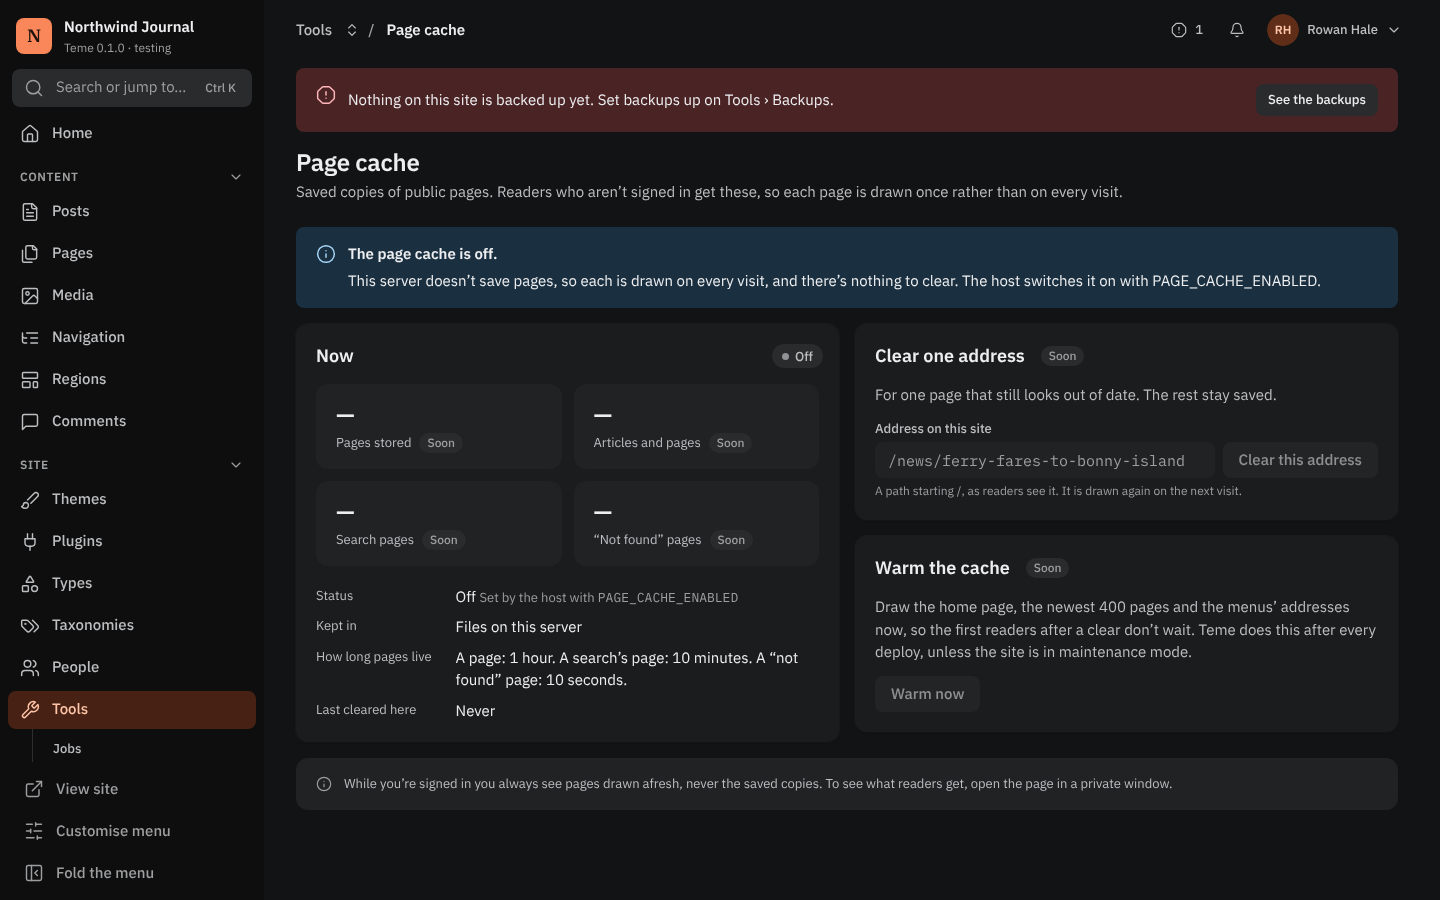 N
Northwind Journal
Teme 0.1.0 · testing
Search or jump to...
Ctrl K
Home
CONTENT
Posts
Pages
Media
Navigation
Regions
Comments
SITE
Themes
Plugins
Types
Taxonomies
People
Tools
Jobs
View site
Customise menu
Fold the menu
Tools / Page cache
1
RH
Rowan Hale
Nothing on this site is backed up yet. Set backups up on Tools › Backups.
See the backups
Page cache
Saved copies of public pages. Readers who aren’t signed in get these, so each page is drawn once rather than on every visit.
The page cache is off.
This server doesn’t save pages, so each is drawn on every visit, and there’s nothing to clear. The host switches it on with PAGE_CACHE_ENABLED.
Now
Off
—
Pages stored Soon
—
Articles and pages Soon
—
Search pages Soon
—
“Not found” pages Soon
Status
Off Set by the host with PAGE_CACHE_ENABLED
Kept in
Files on this server
How long pages live
A page: 1 hour. A search’s page: 10 minutes. A “not
found” page: 10 seconds.
Last cleared here
Never
Clear one address Soon
For one page that still looks out of date. The rest stay saved.
Address on this site
/news/ferry-fares-to-bonny-island
Clear this address
A path starting /, as readers see it. It is drawn again on the next visit.
Warm the cache Soon
Draw the home page, the newest 400 pages and the menus’ addresses
now, so the first readers after a clear don’t wait. Teme does this after every
deploy, unless the site is in maintenance mode.
Warm now
While you’re signed in you always see pages drawn afresh, never the saved copies. To see what readers get, open the page in a private window.